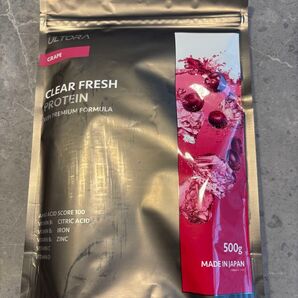 ULTORA
GRAPE
CLEAR FRESH
PROTEIN
PREMIUM FORMULA
AMINO ACID SCORE 100
CITRIC ACID
IRON
ZINC
500g
MADE IN JAPAN